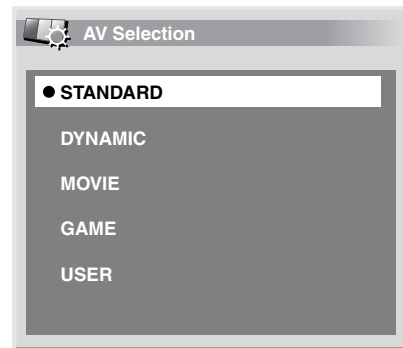 AV Selection
● STANDARD
DYNAMIC
MOVIE
GAME
USER